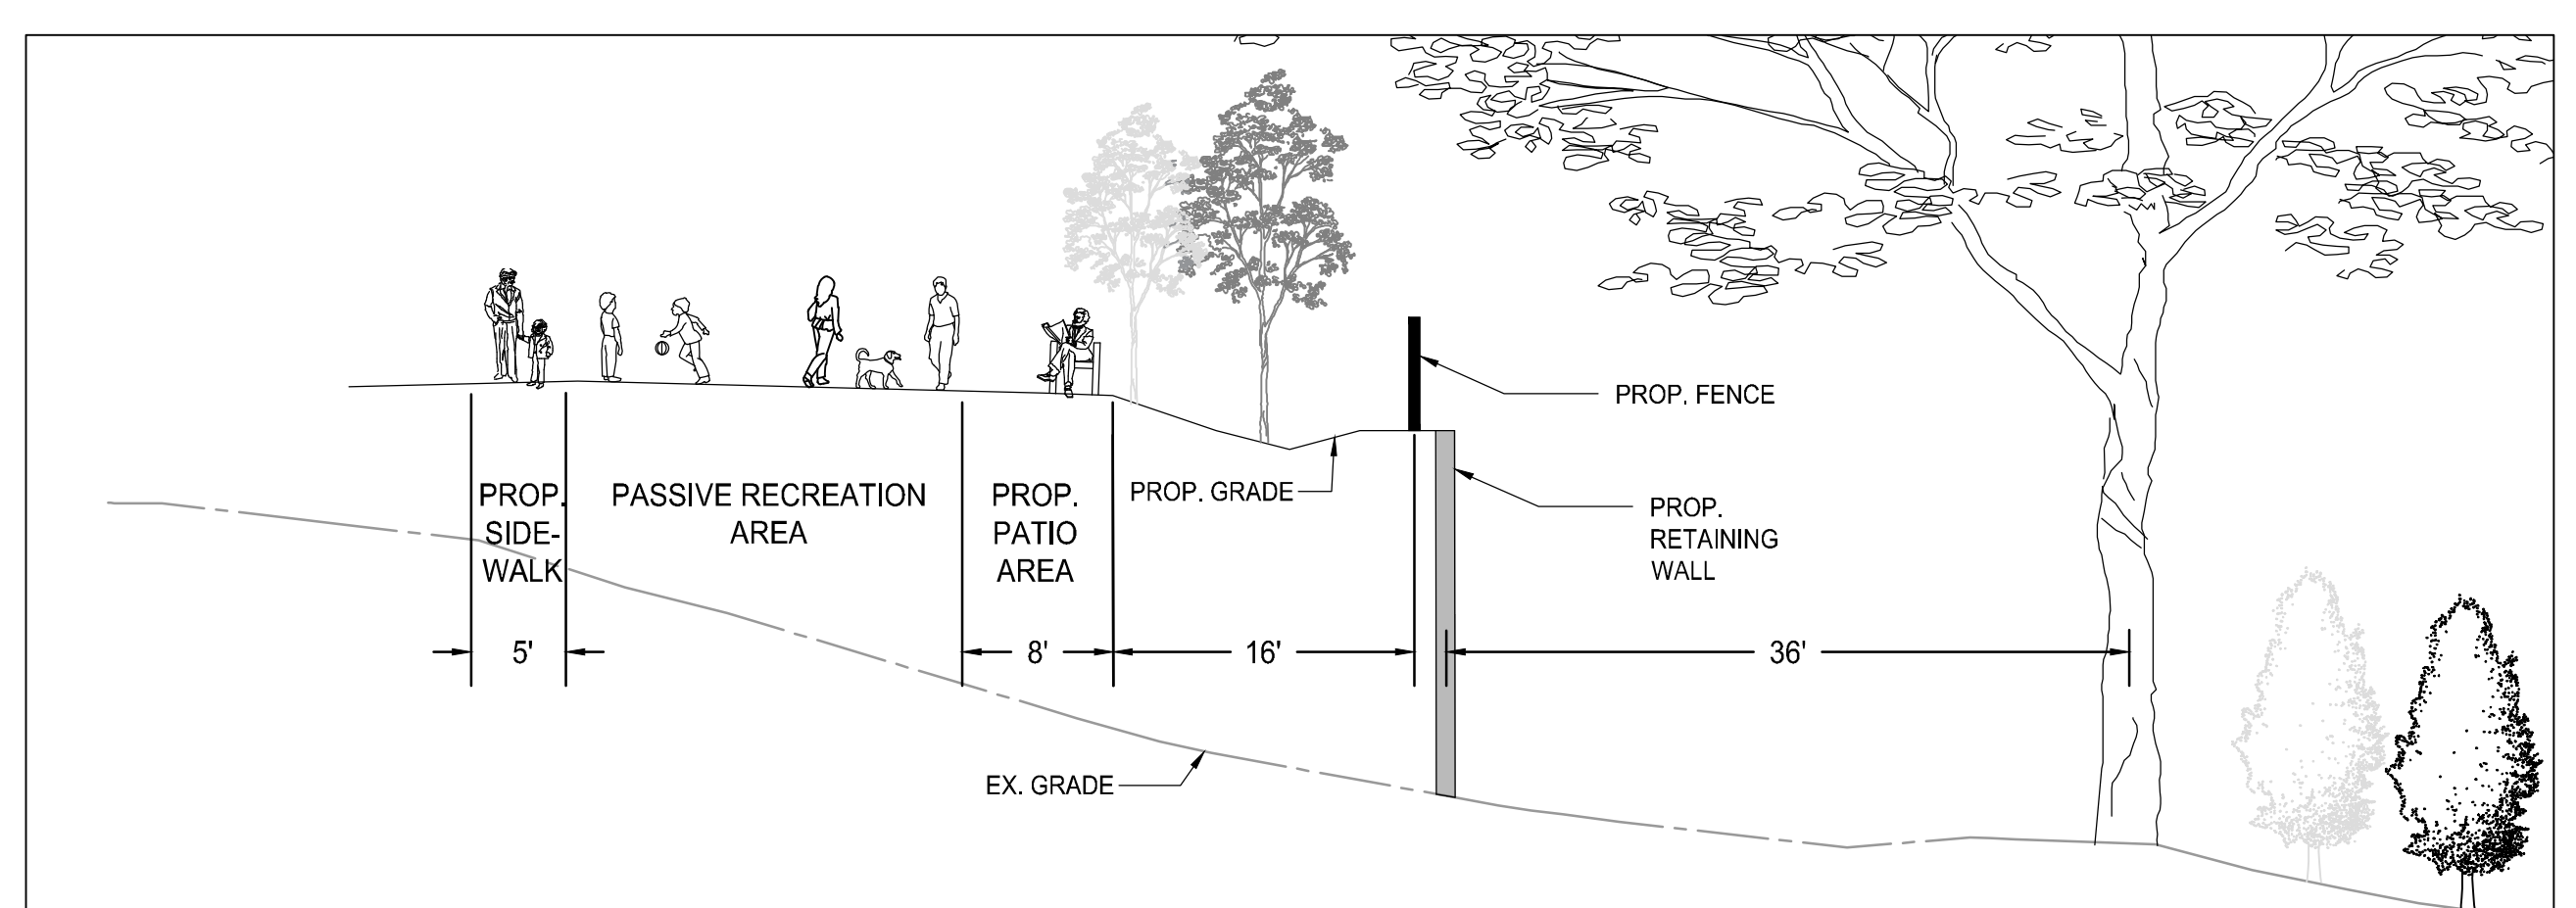 PROP. FENCE
PROP.
SIDE-
WALK
PASSIVE RECREATION
AREA
PROP.
PATIO
AREA
PROP. GRADE
PROP.
RETAINING
WALL
5'
8'
16'
36'
EX. GRADE